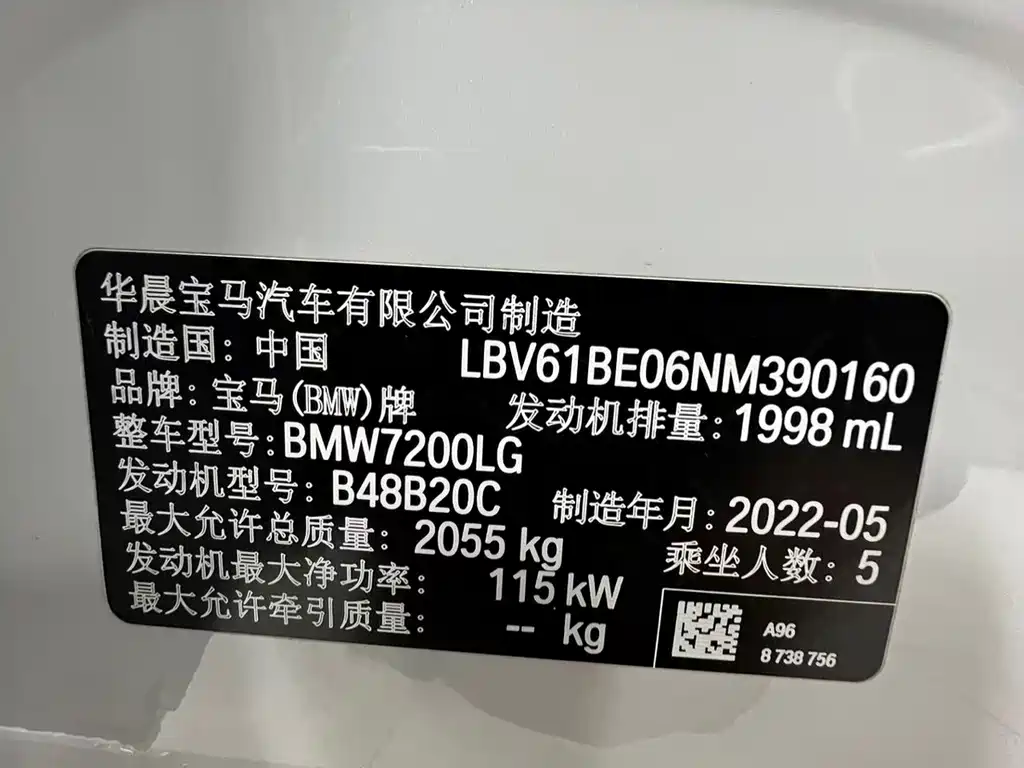 华晨宝马汽车有限公司制造
制造国：中国 LBV61BE06NM390160
品牌：宝马(BMW)牌 发动机排量：1998 mL
整车型号：BMW7200LG
发动机型号：B48B20C 制造年月：2022-05
最大允许总质量：2055 kg 乘坐人数：5
发动机最大净功率：115 kW
最大允许牵引质量：-- kg
A96
8 738 756